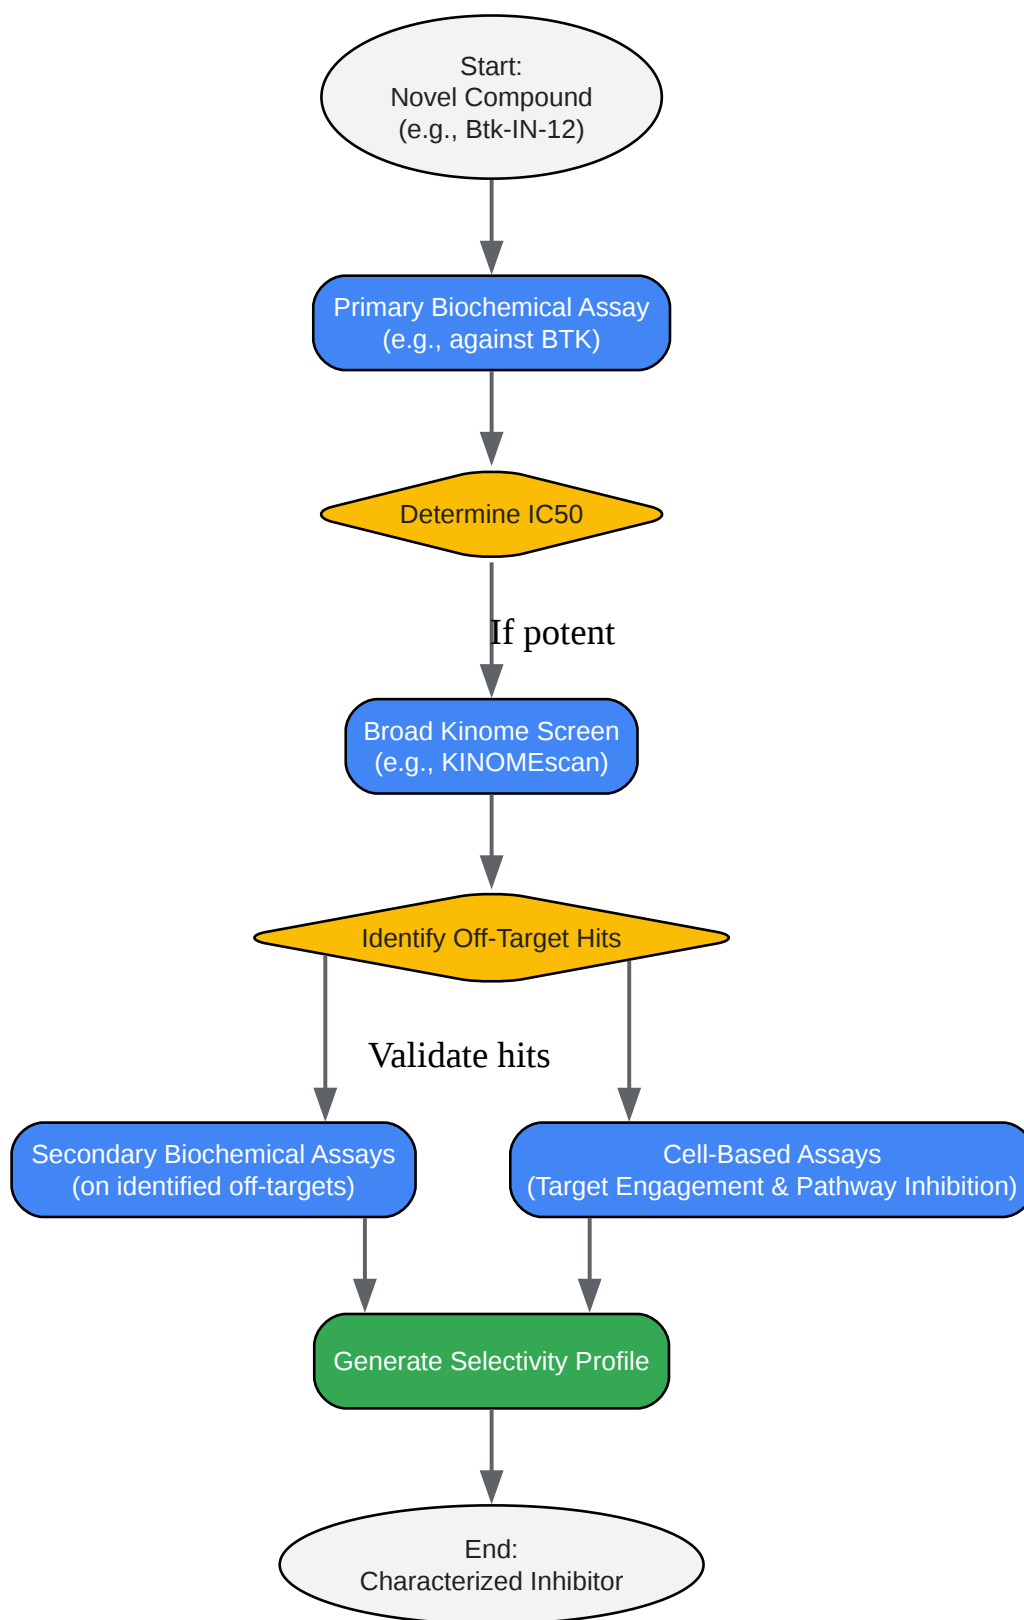 Start:
Novel Compound
(e.g., Btk-IN-12)
Primary Biochemical Assay
(e.g., against BTK)
Determine IC50
If potent
Broad Kinome Screen
(e.g., KINOMEscan)
Identify Off-Target Hits
Validate hits
Secondary Biochemical Assays
(on identified off-targets)
Cell-Based Assays
(Target Engagement & Pathway Inhibition)
Generate Selectivity Profile
End:
Characterized Inhibitor